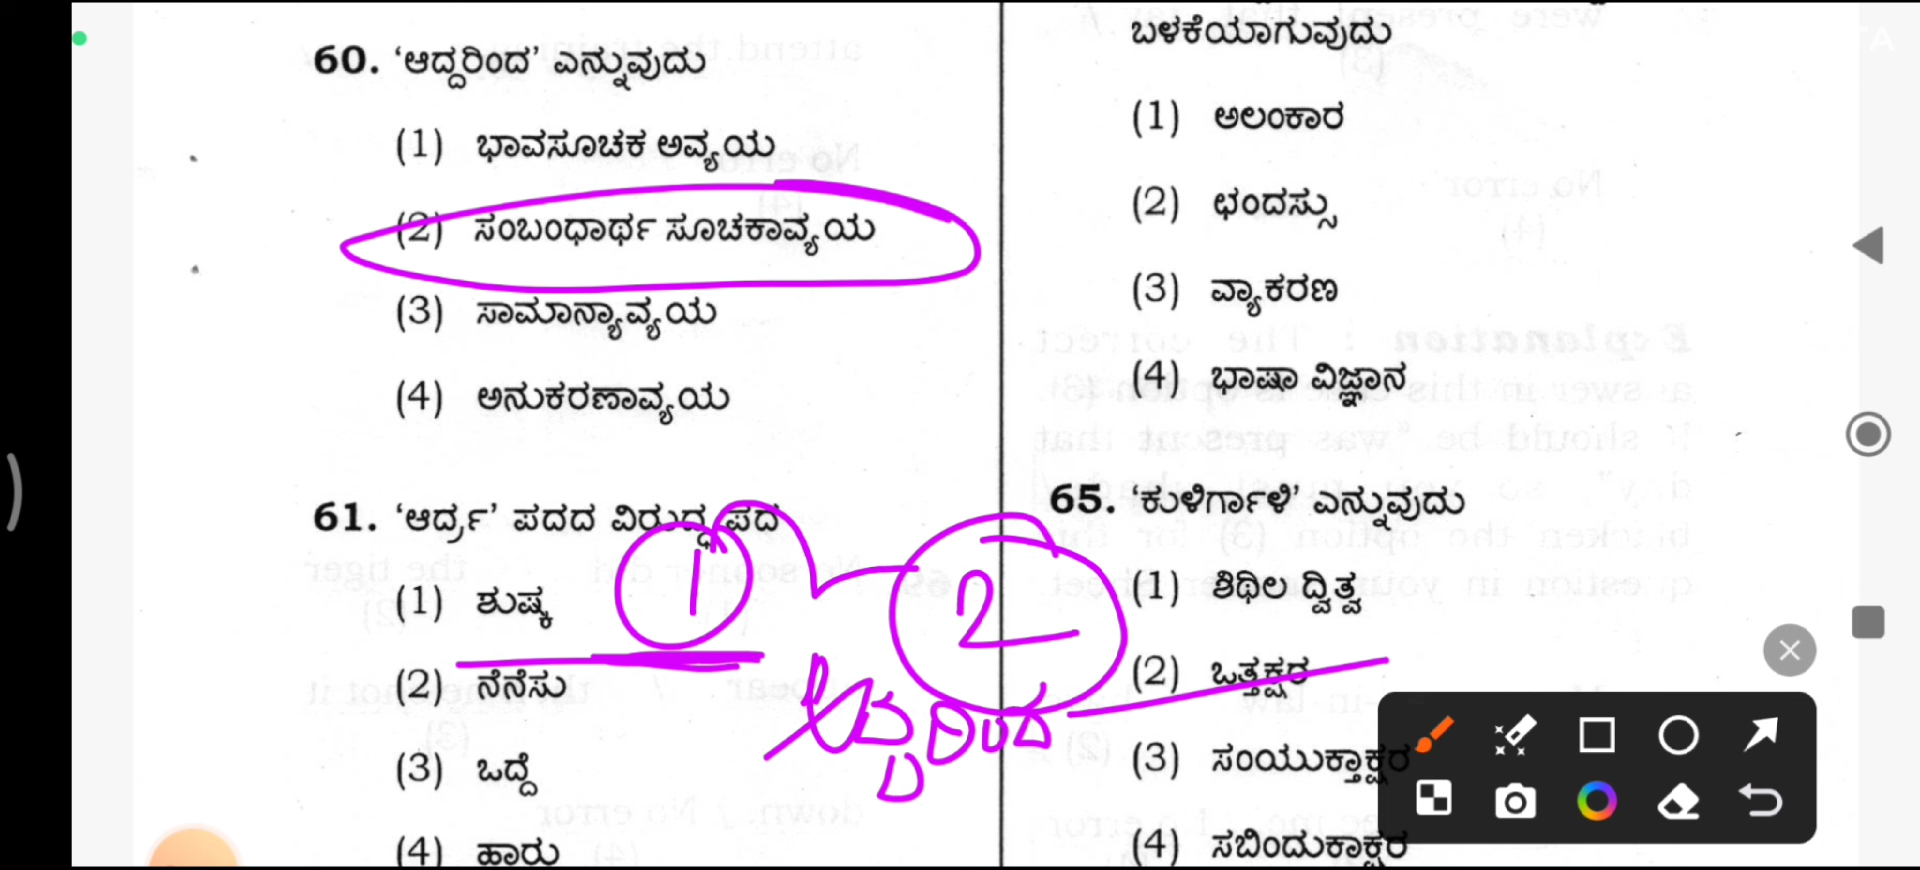 60. ‘ಆದ್ದರಿಂದ’ ಎನ್ನುವುದು
(1) ಭಾವಸೂಚಕ ಅವ್ಯಯ
(2) ಸಂಬಂಧಾರ್ಥ ಸೂಚಕಾವ್ಯಯ
(3) ಸಾಮಾನ್ಯಾವ್ಯಯ
(4) ಅನುಕರಣಾವ್ಯಯ
61. ‘ಆರ್ದ್ರ’ ಪದದ ವಿರುದ್ಧ ಪದ
(1) ಶುಷ್ಕ
(2) ನೆನೆಸು
(3) ಒದ್ದೆ
(4) ಹಾರು
1
2
ಬಳಕೆಯಾಗುವುದು
(1) ಅಲಂಕಾರ
(2) ಛಂದಸ್ಸು
(3) ವ್ಯಾಕರಣ
(4) ಭಾಷಾ ವಿಜ್ಞಾನ
65. ‘ಕುಳಿರ್ಗಾಳಿ’ ಎನ್ನುವುದು
(1) ಶಿಥಿಲದ್ವಿತ್ವ
(2) ಒತ್ತಕ್ಷರ
(3) ಸಂಯುಕ್ತಾಕ್ಷರ
(4) ಸಬಿಂದುಕಾಕ್ಷರ